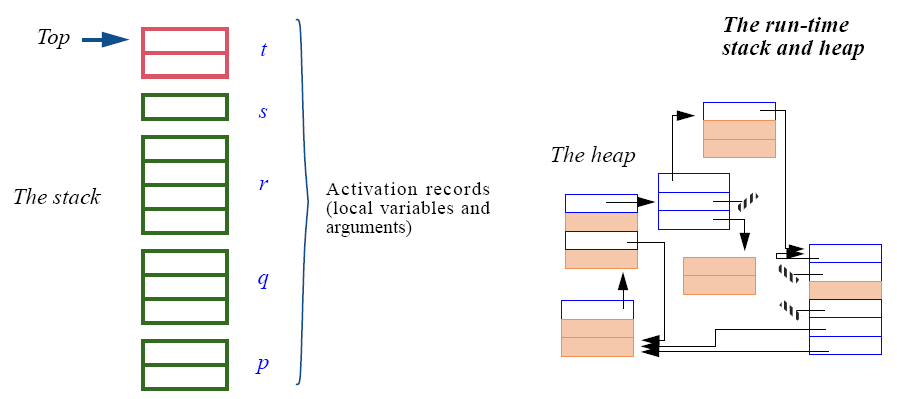 The run-time
stack and heap
Top
t
s
The heap
r
The stack
Activation records
(local variables and
arguments)
q
p